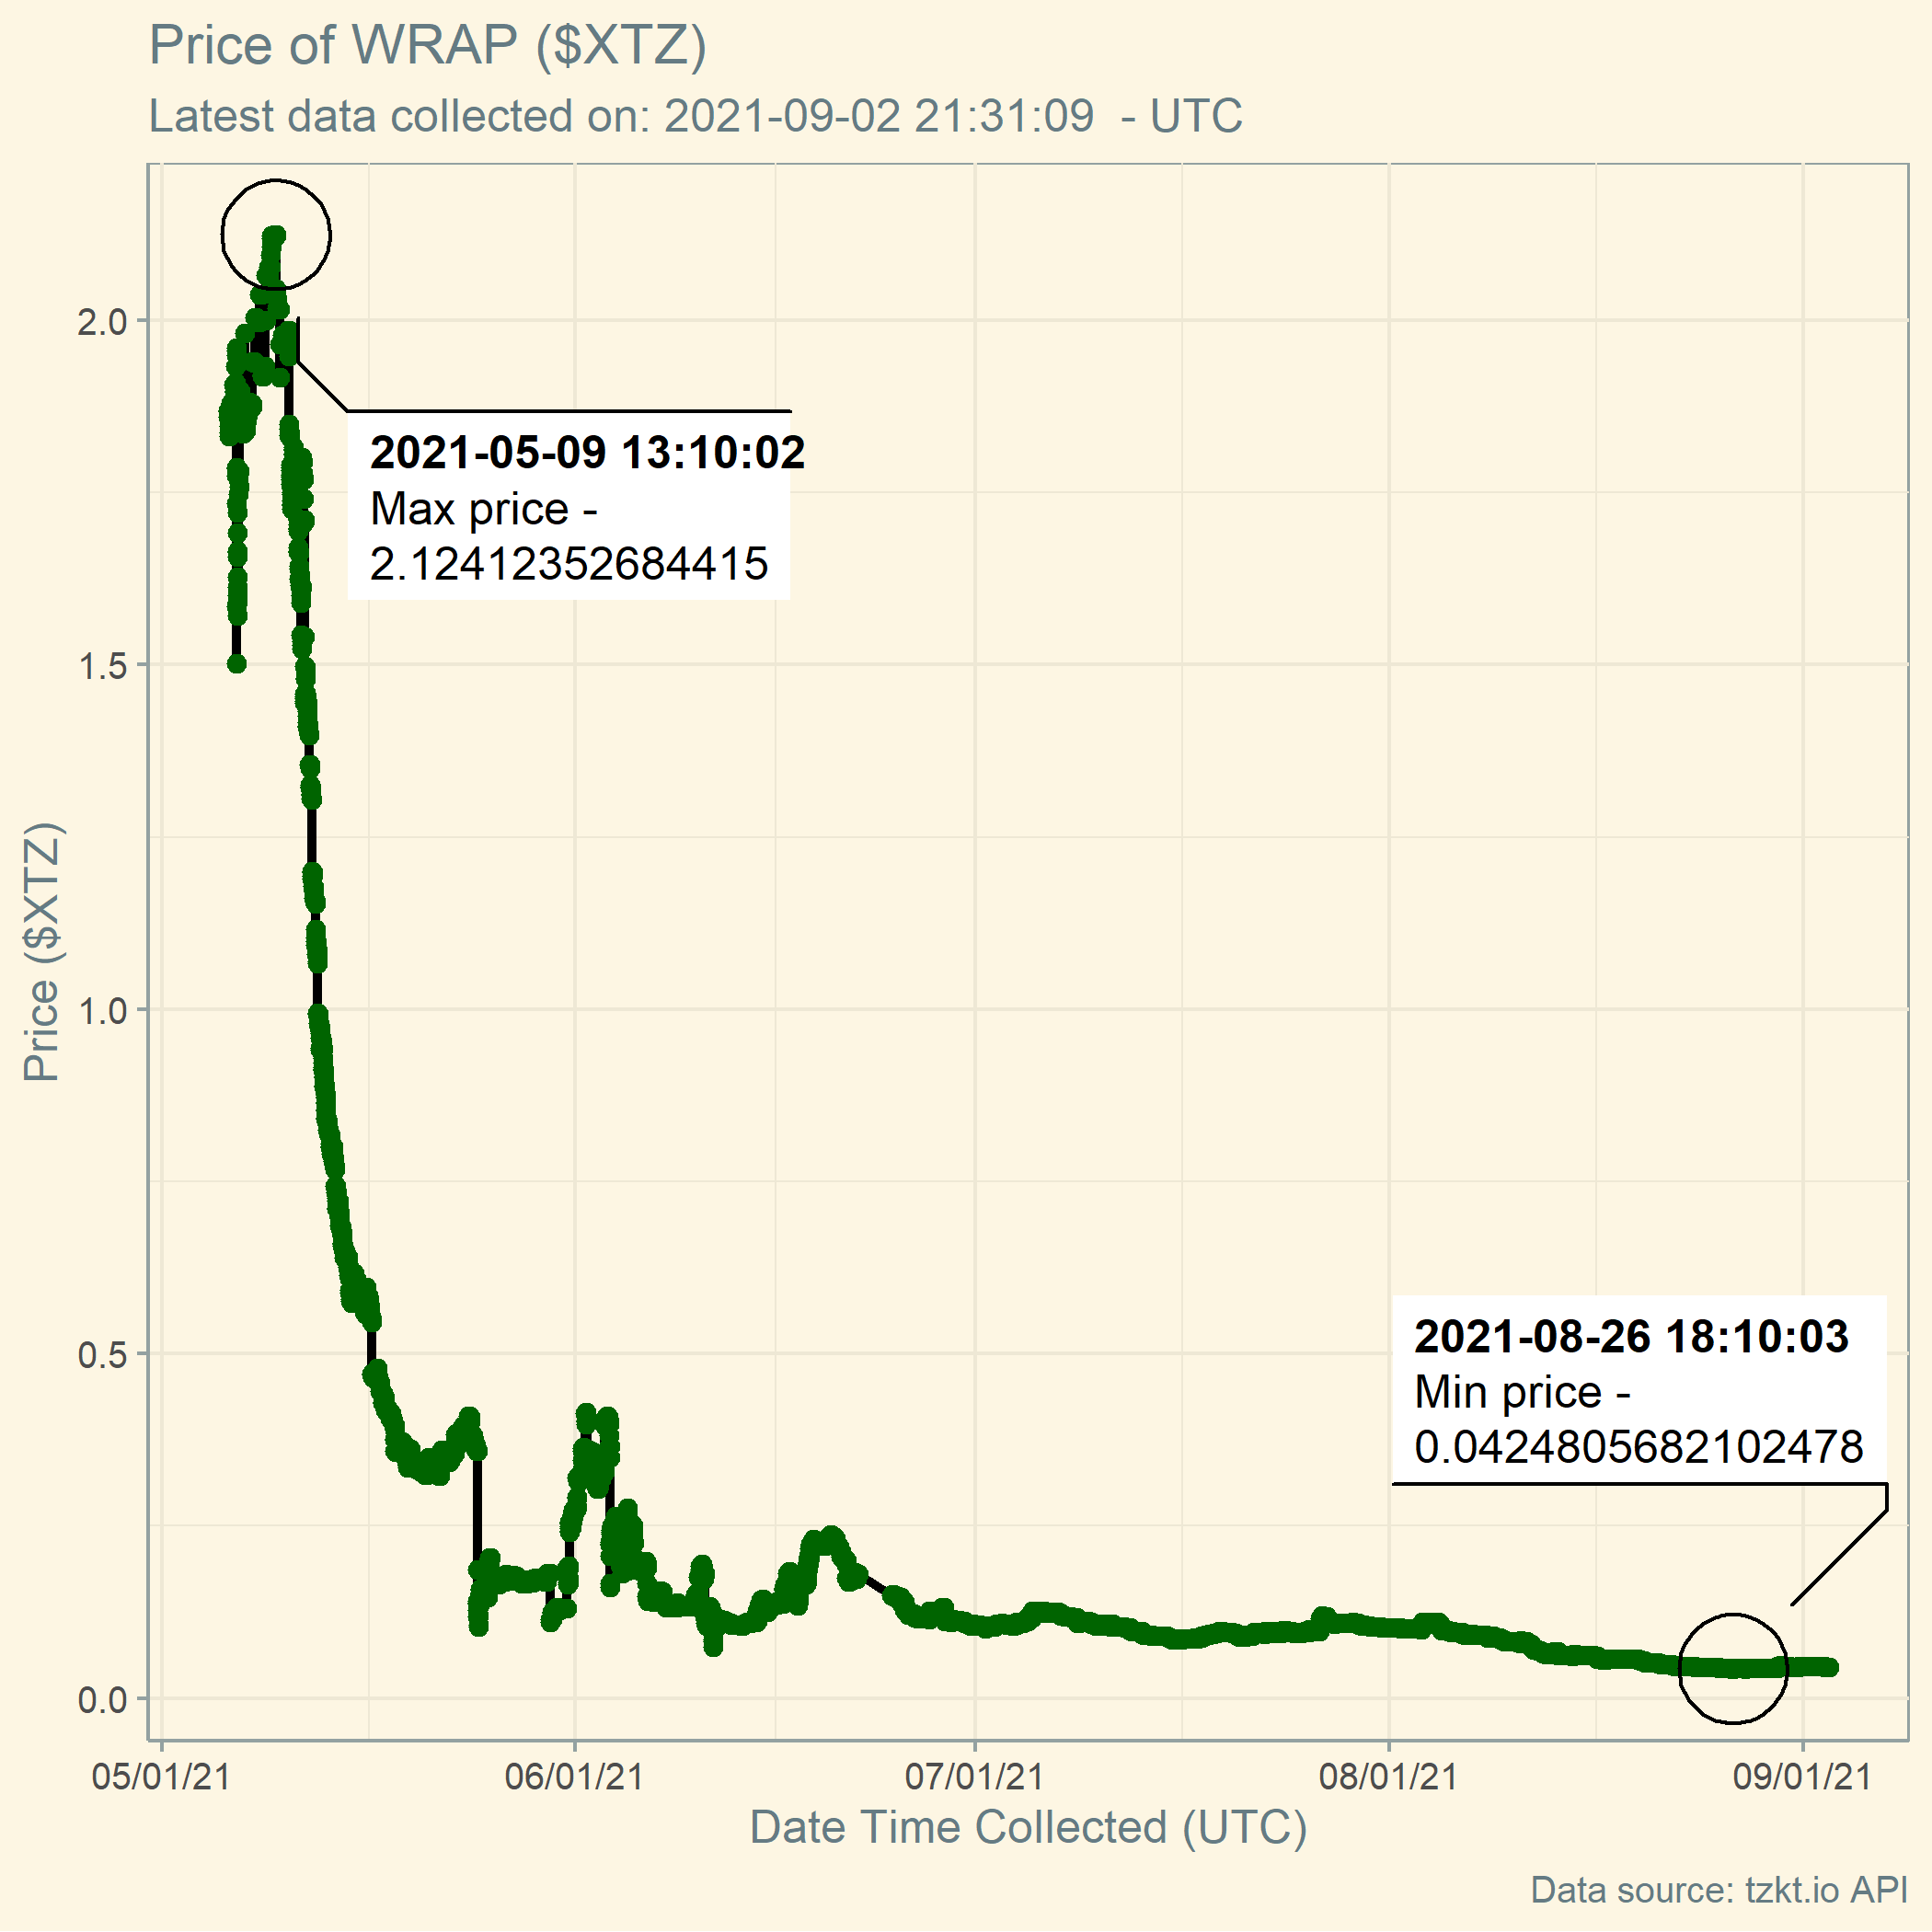 Price of WRAP ($XTZ)
Latest data collected on: 2021-09-02 21:31:09  - UTC
2021-05-09 13:10:02
Max price -
2.12412352684415
2021-08-26 18:10:03
Min price -
0.0424805682102478
Price ($XTZ)
2.0
1.5
1.0
0.5
0.0
05/01/21
06/01/21
07/01/21
08/01/21
09/01/21
Date Time Collected (UTC)
Data source: tzkt.io API